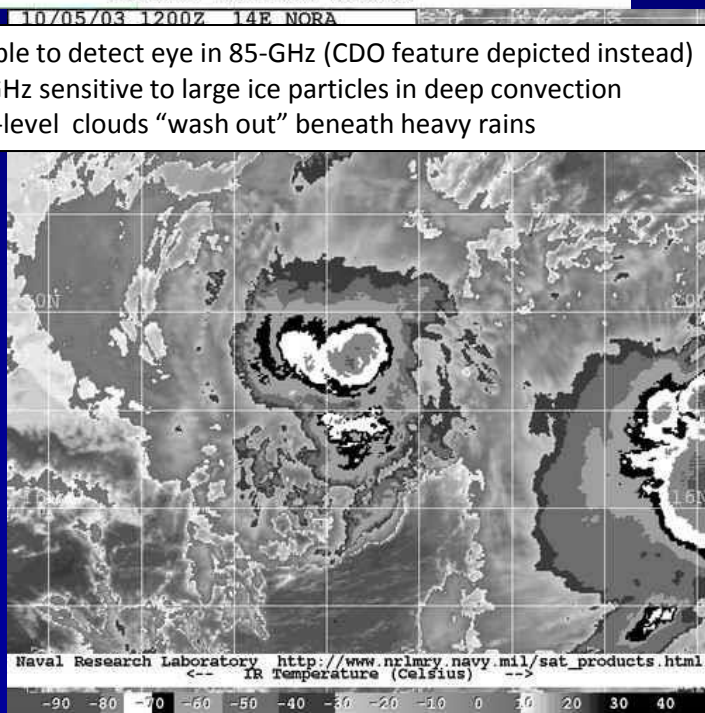 10/05/03 1200Z 14E NORA
ble to detect eye in 85-GHz (CDO feature depicted instead)
Hz sensitive to large ice particles in deep convection
-level clouds “wash out” beneath heavy rains
20N
16N
Naval Research Laboratory http://www.nrlmry.navy.mil/sat_products.html
<-- IR Temperature (Celsius) -->
-90 -80 -70 -60 -50 -40 -30 -20 -10 0 10 20 30 40